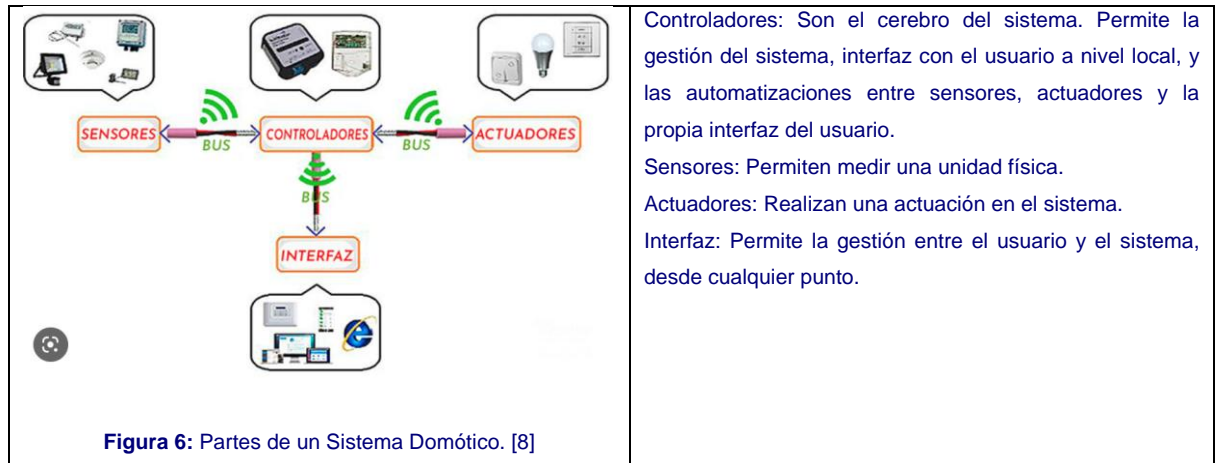 SENSORES
BUS
CONTROLADORES
BUS
ACTUADORES
BUS
INTERFAZ
Figura 6: Partes de un Sistema Domótico. [8]
Controladores: Son el cerebro del sistema. Permite la
gestión del sistema, interfaz con el usuario a nivel local, y
las automatizaciones entre sensores, actuadores y la
propia interfaz del usuario.
Sensores: Permiten medir una unidad física.
Actuadores: Realizan una actuación en el sistema.
Interfaz: Permite la gestión entre el usuario y el sistema,
desde cualquier punto.